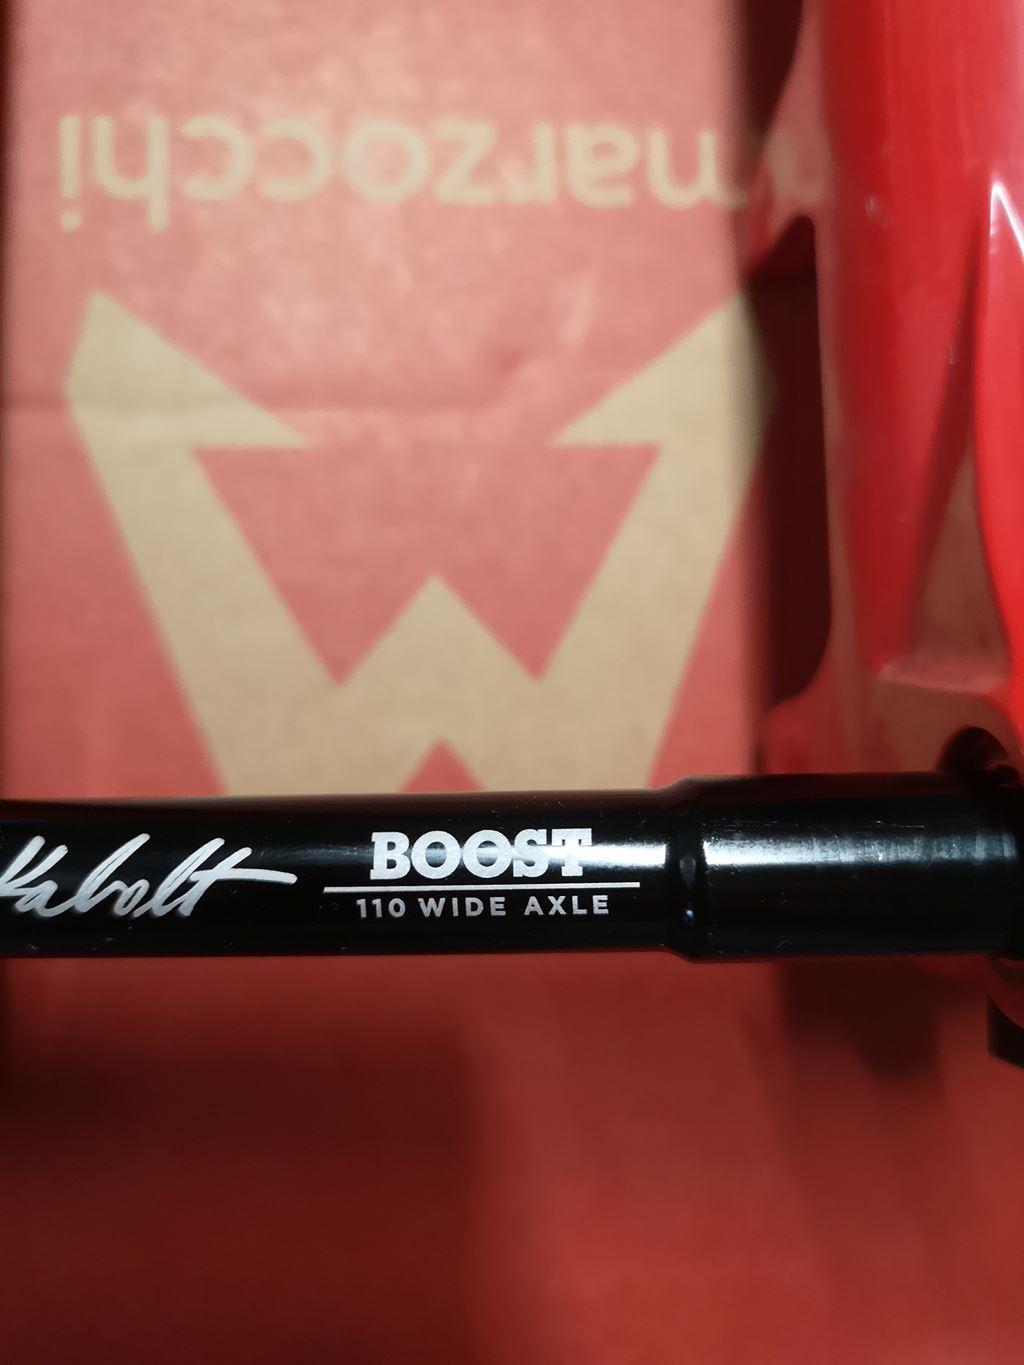 marzocchi
Kabolt
BOOST
110 WIDE AXLE